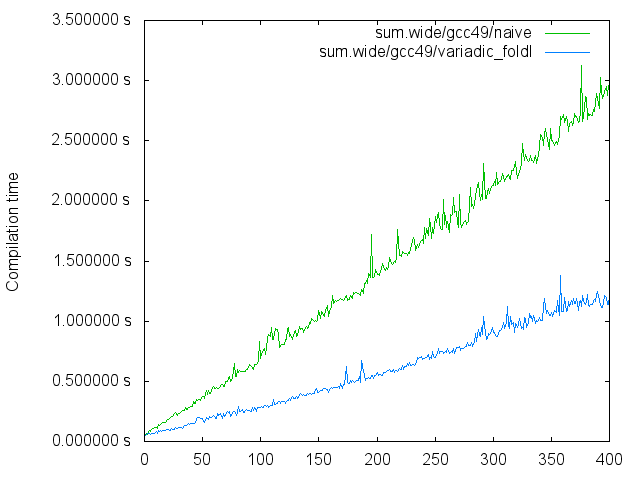 3.500000 s
sum.wide/gcc49/naive
sum.wide/gcc49/variadic_foldl
3.000000 s
2.500000 s
2.000000 s
1.500000 s
1.000000 s
0.500000 s
0.000000 s
Compilation time
0 50 100 150 200 250 300 350 400